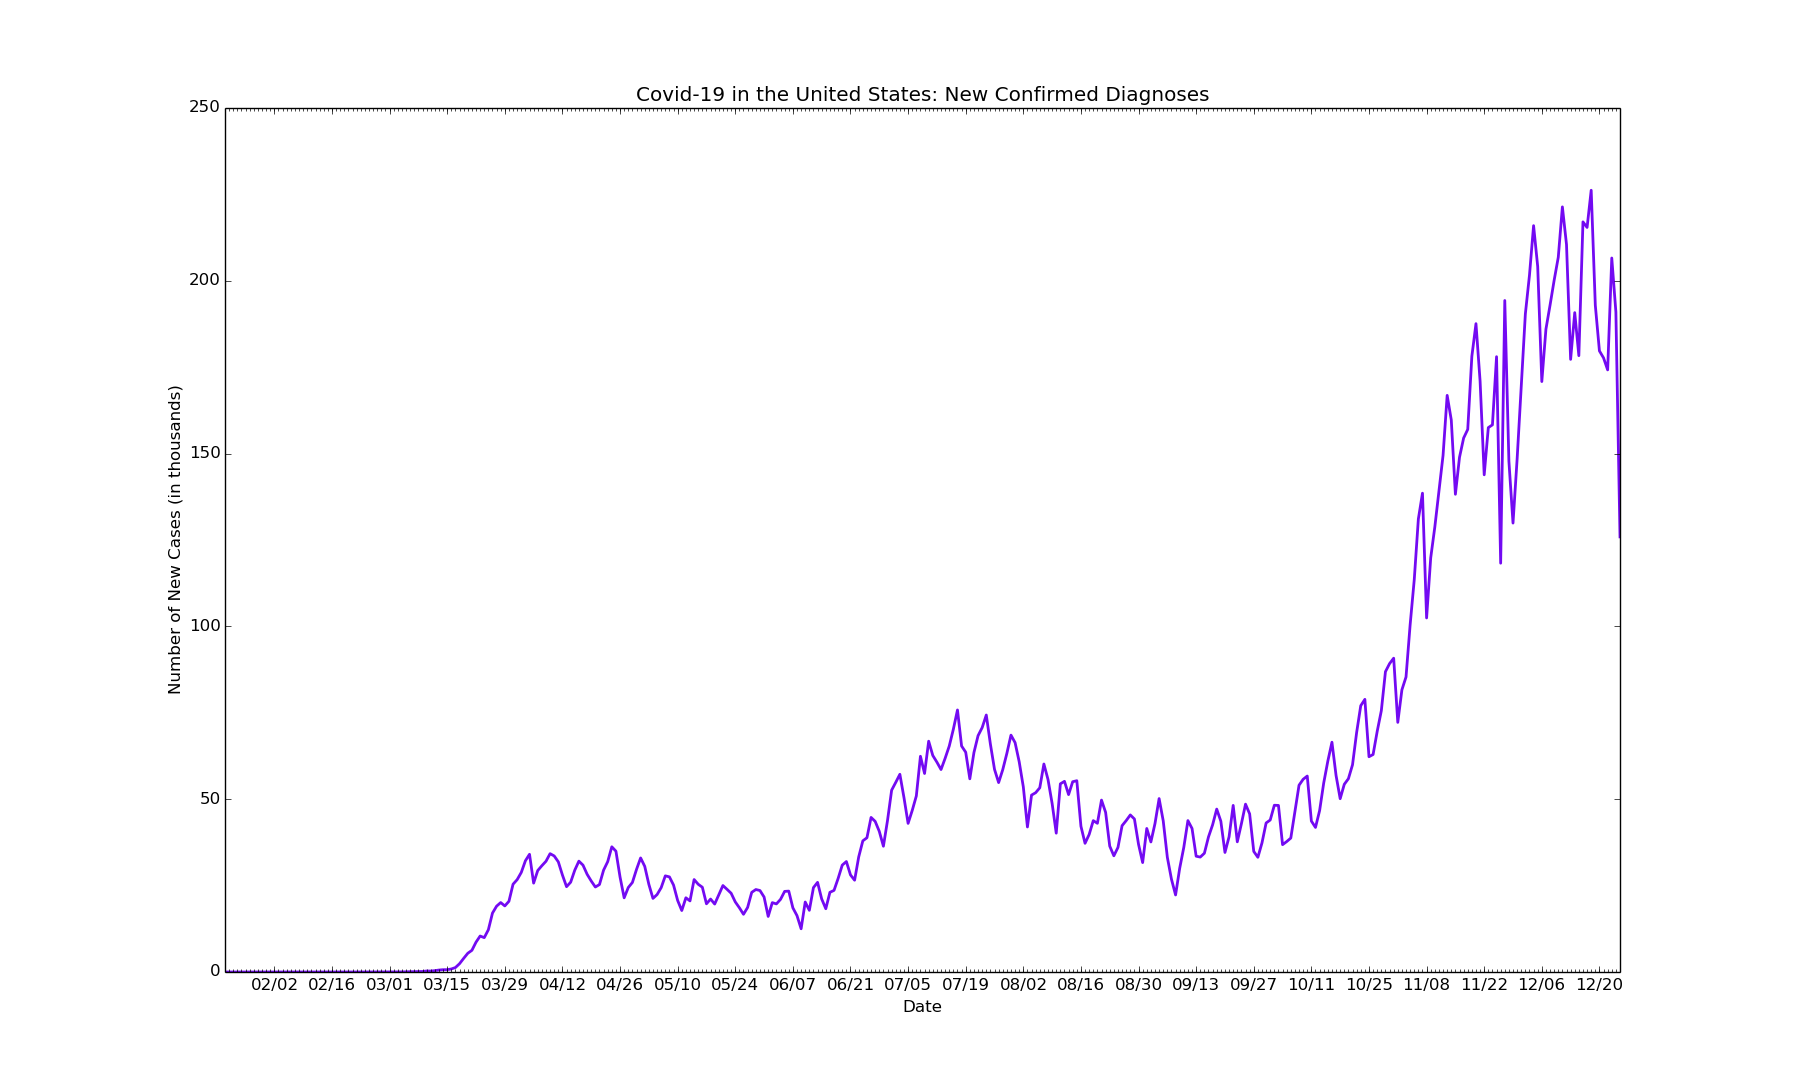 Covid-19 in the United States: New Confirmed Diagnoses
250
200
150
100
50
0
Number of New Cases (in thousands)
02/02 02/16 03/01 03/15 03/29 04/12 04/26 05/10 05/24 06/07 06/21 07/05 07/19 08/02 08/16 08/30 09/13 09/27 10/11 10/25 11/08 11/22 12/06 12/20
Date